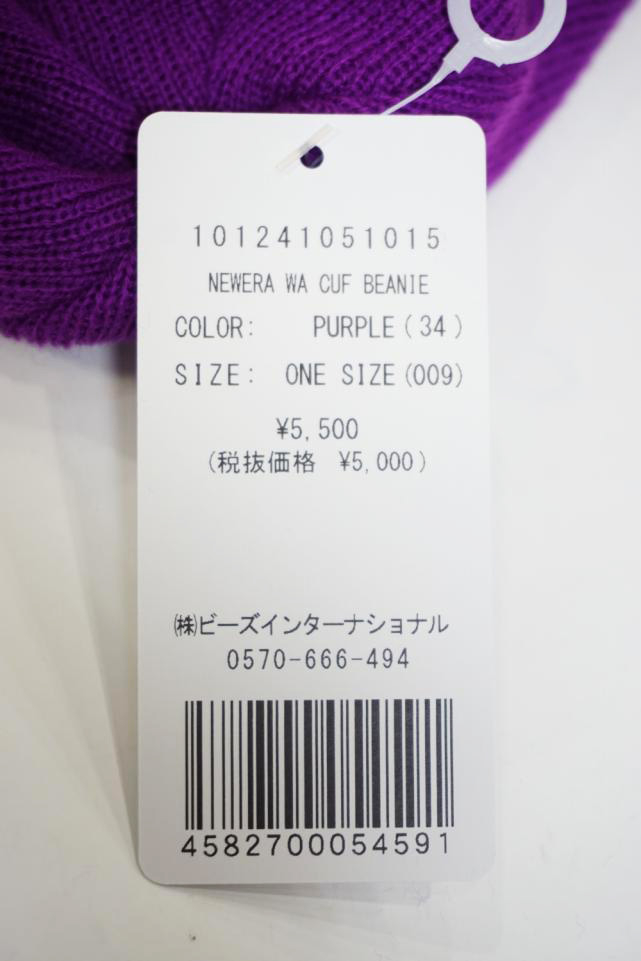 101241051015
NEWERA WA CUF BEANIE
COLOR: PURPLE(34)
SIZE: ONE SIZE(009)
¥5,500
(税抜価格 ¥5,000)
㈱ビーズインターナショナル
0570-666-494
4582700054591